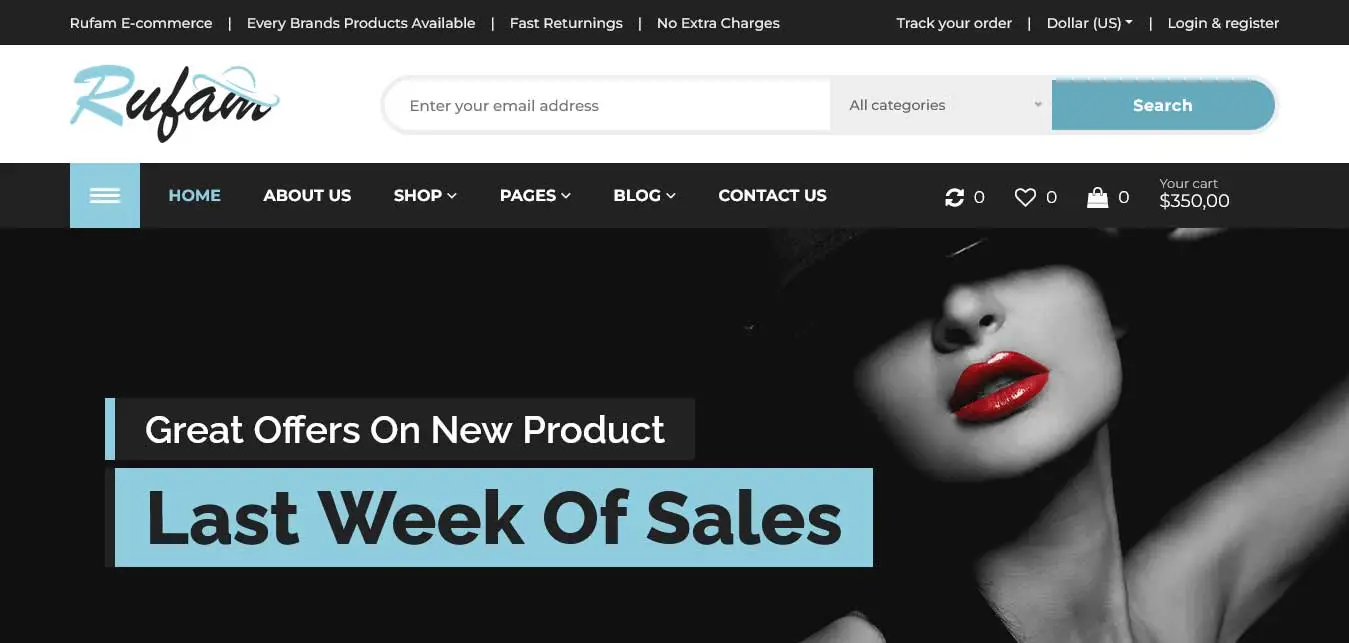 Rufam E-commerce | Every Brands Products Available | Fast Returnings | No Extra Charges Track your order | Dollar (US) | Login & register
Rufam
Enter your email address All categories Search
HOME ABOUT US SHOP PAGES BLOG CONTACT US 0 0 0 Your cart
$350,00
Great Offers On New Product
Last Week Of Sales